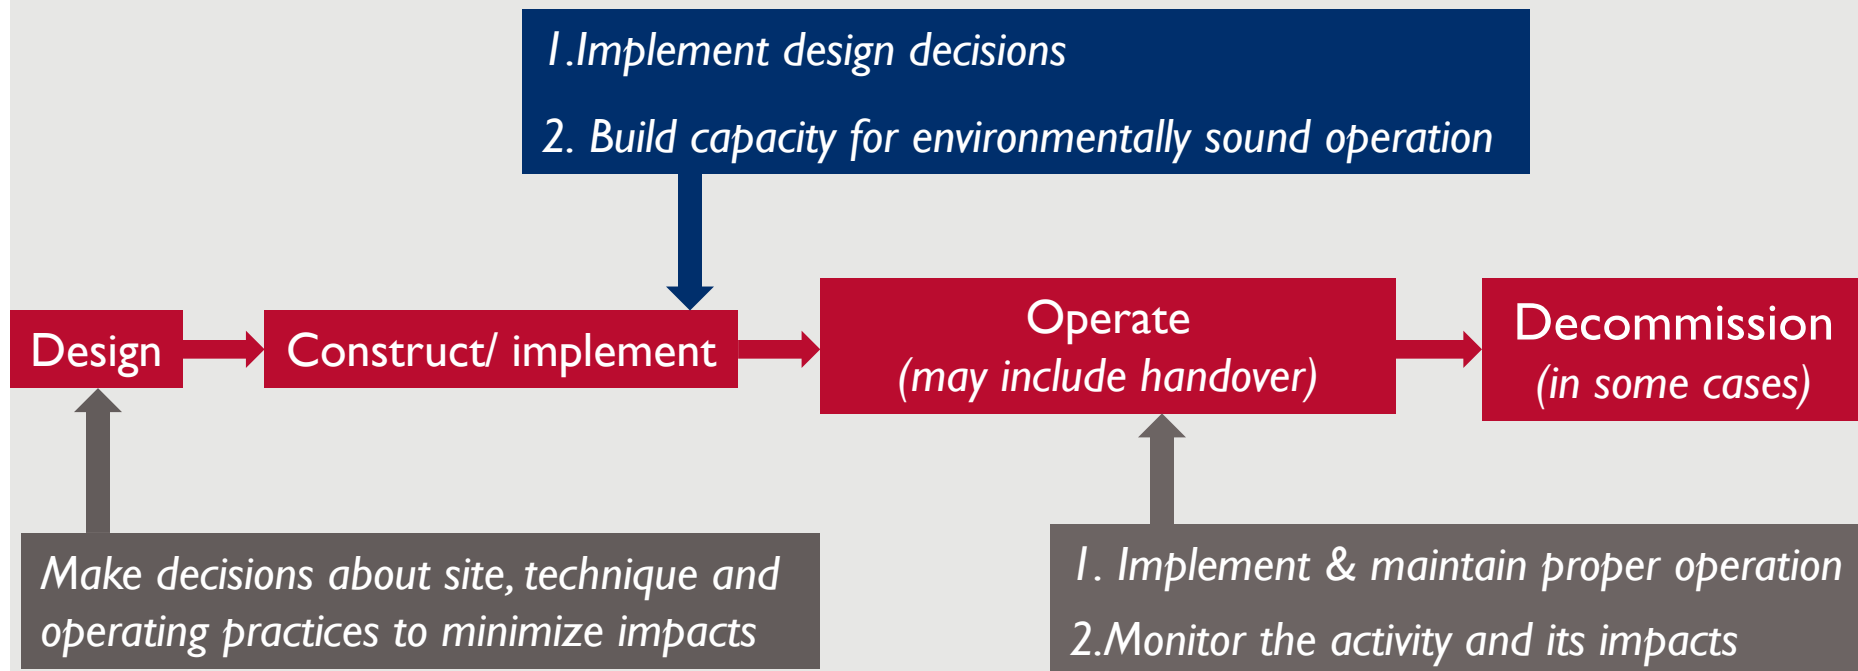 1.Implement design decisions
2. Build capacity for environmentally sound operation
Design
Construct/ implement
Operate
(may include handover)
Decommission
(in some cases)
Make decisions about site, technique and
operating practices to minimize impacts
1. Implement & maintain proper operation
2.Monitor the activity and its impacts